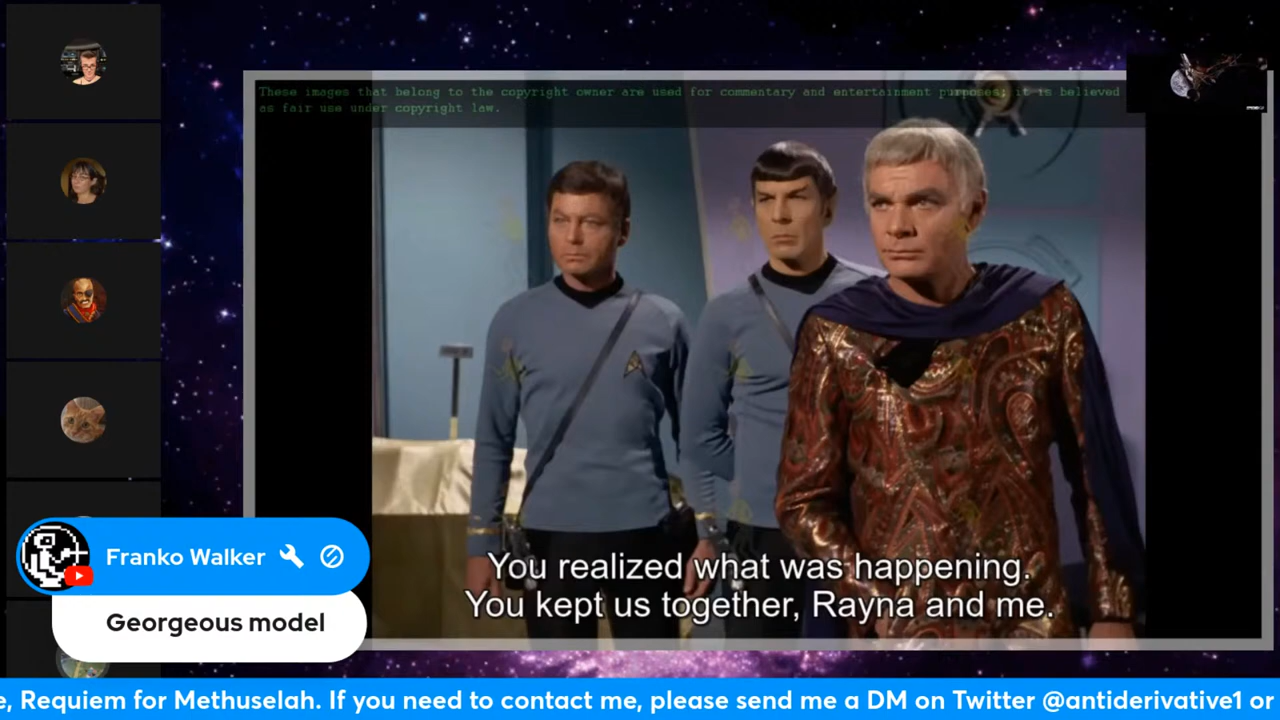 These images that belong to the copyright owner are used for commentary and entertainment purposes; it is believed
as fair use under copyright law.
You realized what was happening.
You kept us together, Rayna and me.
Franko Walker
Georgeous model
e, Requiem for Methuselah. If you need to contact me, please send me a DM on Twitter @antiderivative1 or